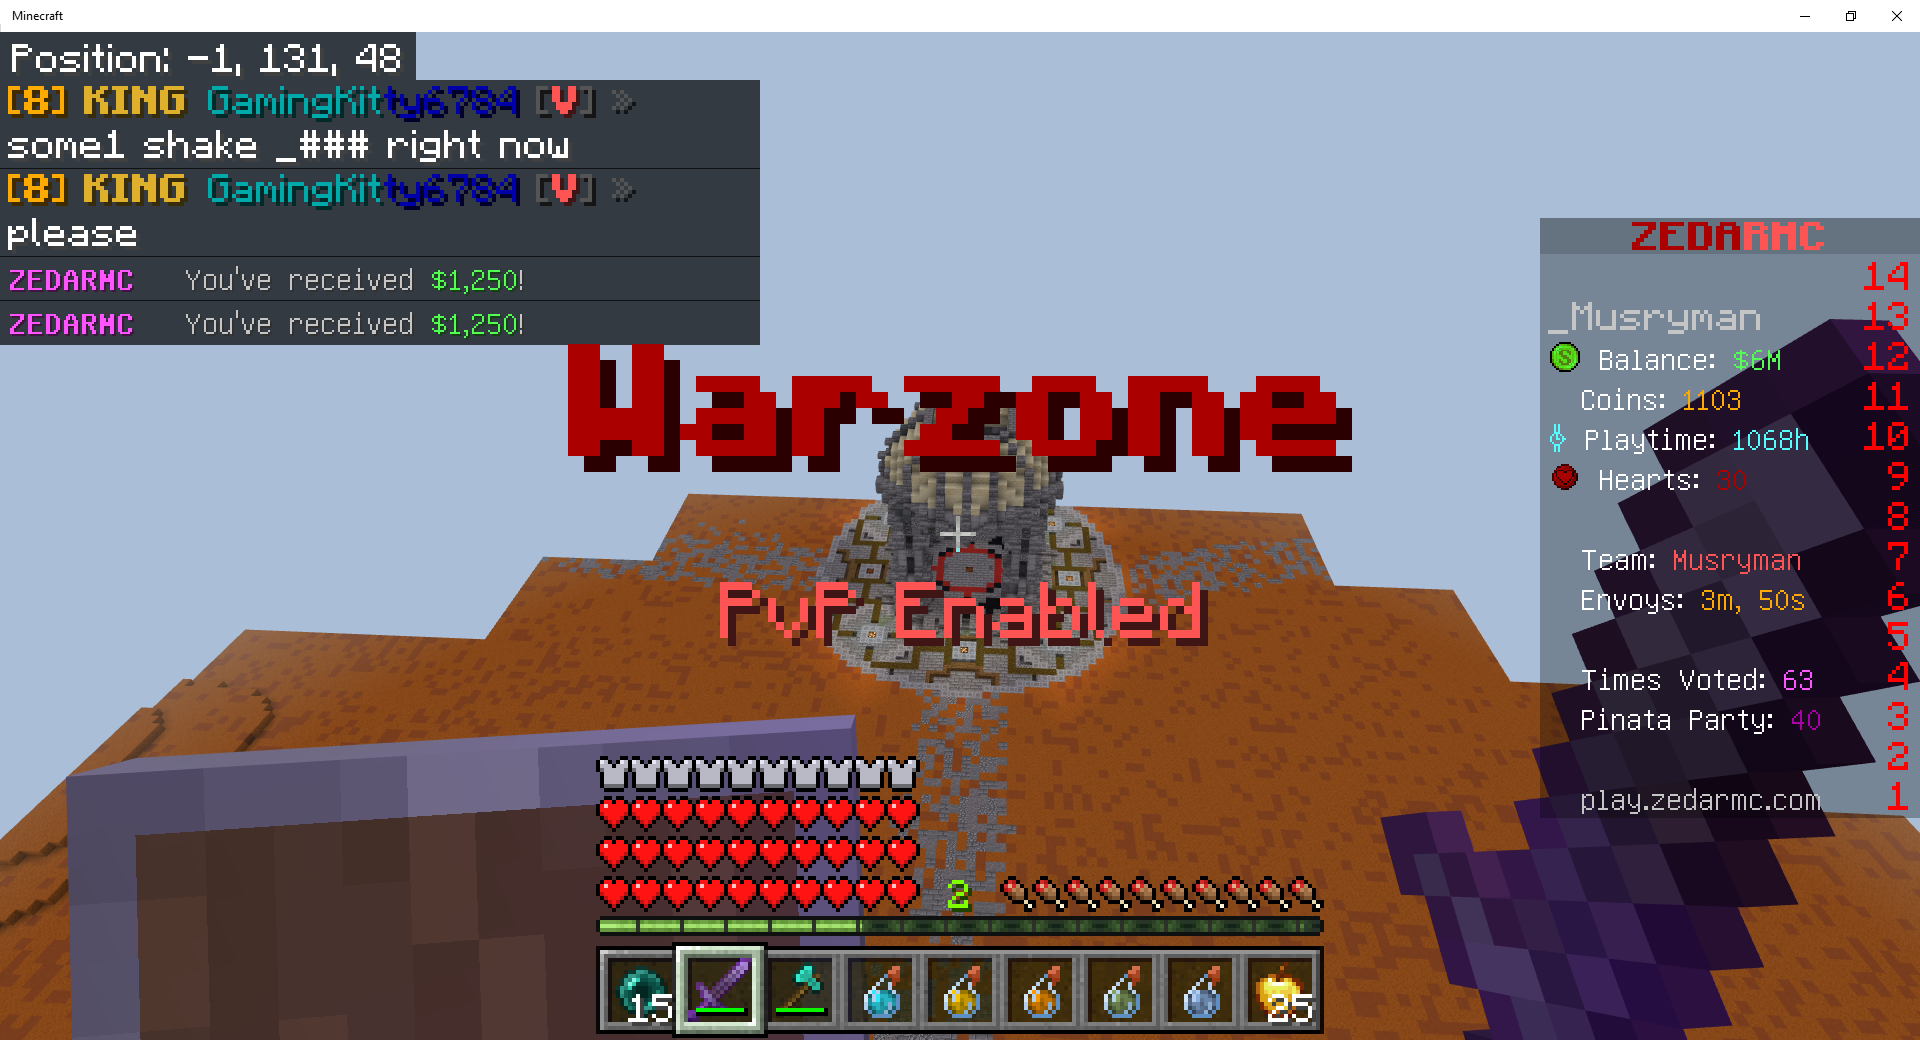 Minecraft
Position: -1, 131, 48
[8] KING GamingKitty6784 [V] »
some1 shake _### right now
[8] KING GamingKitty6784 [V] »
please
ZEDARMC You've received $1,250!
ZEDARMC You've received $1,250!
Warzone
PvP Enabled
ZEDARMC
14
_Musryman 13
Balance: $6M 12
Coins: 1103 11
Playtime: 1068h 10
Hearts: 30 9
8
Team: Musryman 7
Envoys: 3m, 50s 6
5
Times Voted: 63 4
Pinata Party: 40 3
2
play.zedarmc.com 1
2
15
25